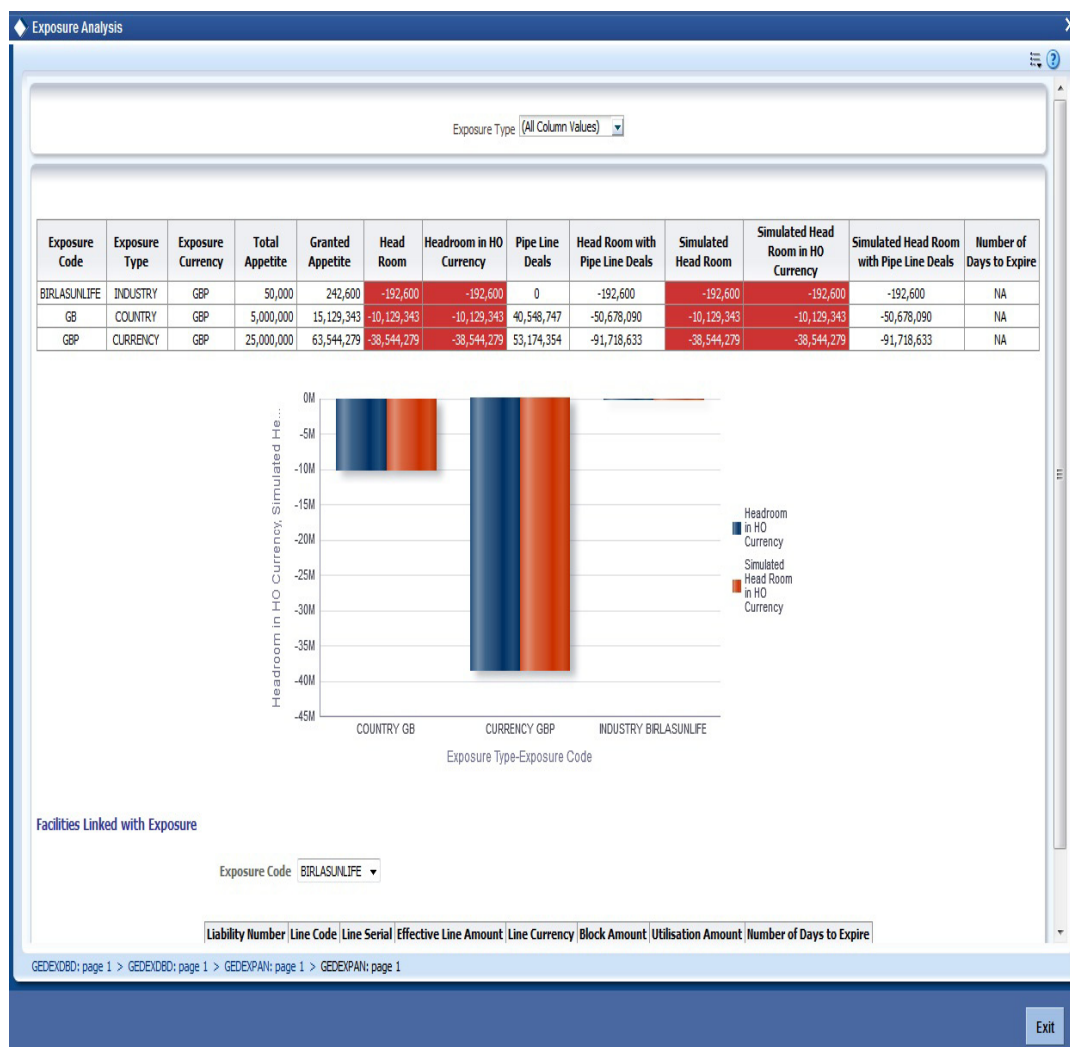 Exposure Analysis
Exposure Type (All Column Values)
Exposure Code Exposure Type Exposure Currency Total Appetite Granted Appetite Head Room Headroom in HO Currency Pipe Line Deals Head Room with Pipe Line Deals Simulated Head Room Simulated Head Room in HO Currency Simulated Head Room with Pipe Line Deals Number of Days to Expire
BIRLASUNLIFE INDUSTRY GBP 50,000 242,600 -192,600 -192,600 0 -192,600 -192,600 -192,600 -192,600 NA
GB COUNTRY GBP 5,000,000 15,129,343 -10,129,343 -10,129,343 40,548,747 -50,678,090 -10,129,343 -10,129,343 -50,678,090 NA
GBP CURRENCY GBP 25,000,000 63,544,279 -38,544,279 -38,544,279 53,174,354 -91,718,633 -38,544,279 -38,544,279 -91,718,633 NA
Headroom in HO Currency, Simulated He...
0M
-5M
-10M
-15M
-20M
-25M
-30M
-35M
-40M
-45M
COUNTRY GB CURRENCY GBP INDUSTRY BIRLASUNLIFE
Exposure Type-Exposure Code
Headroom
in HO
Currency
Simulated
Head Room
in HO
Currency
Facilities Linked with Exposure
Exposure Code BIRLASUNLIFE
Liability Number Line Code Line Serial Effective Line Amount Line Currency Block Amount Utilisation Amount Number of Days to Expire
GEDEXDBD: page 1 > GEDEXDBD: page 1 > GEDEXPAN: page 1 > GEDEXPAN: page 1
Exit